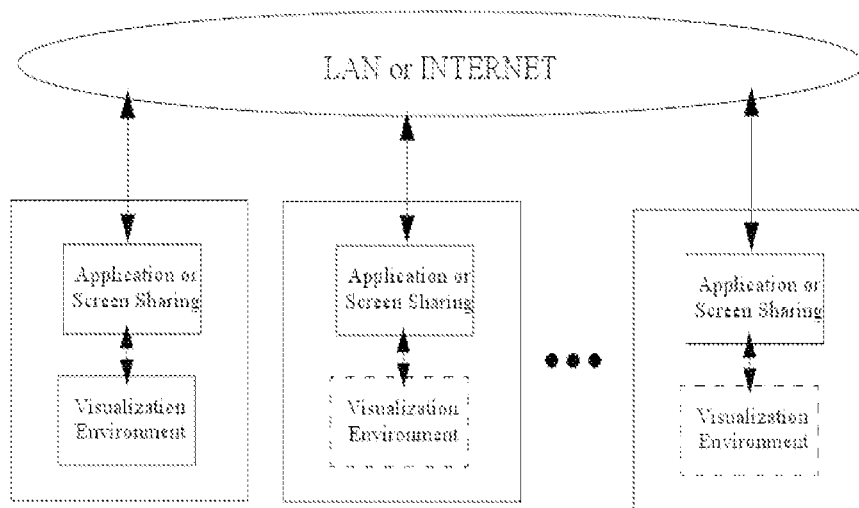 LAN or INTERNET
Application or
Screen Sharing
Visualization
Environment
Application or
Screen Sharing
Visualization
Environment
Application or
Screen Sharing
Visualization
Environment